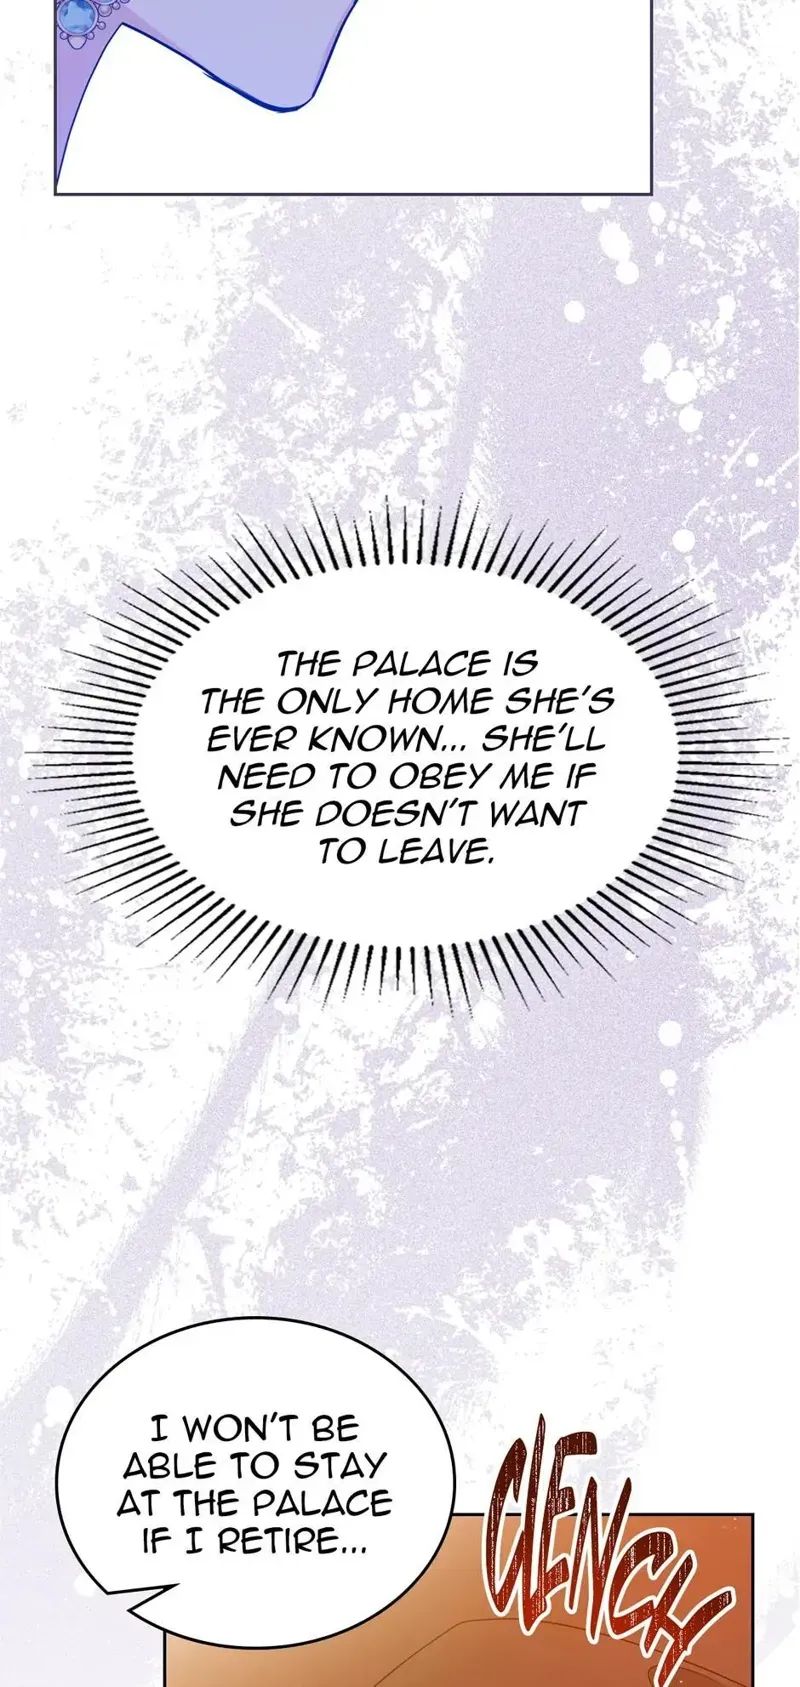 THE PALACE IS
THE ONLY HOME SHE'S
EVER KNOWN... SHE'LL
NEED TO OBEY ME IF
SHE DOESN'T WANT
TO LEAVE.
I WON'T BE
ABLE TO STAY
AT THE PALACE
IF I RETIRE...
CLENCH